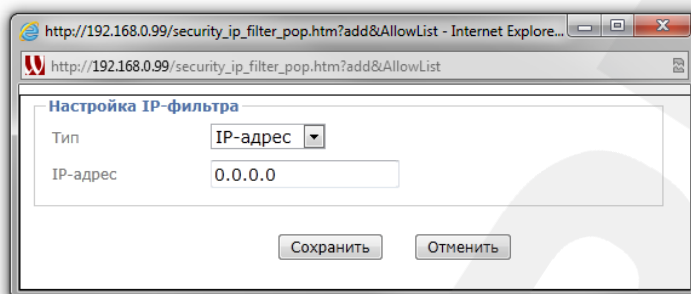 http://192.168.0.99/security_ip_filter_pop.htm?add&AllowList - Internet Explore...
http://192.168.0.99/security_ip_filter_pop.htm?add&AllowList
Настройка IP-фильтра
Тип IP-адрес
IP-адрес 0.0.0.0
Сохранить Отменить